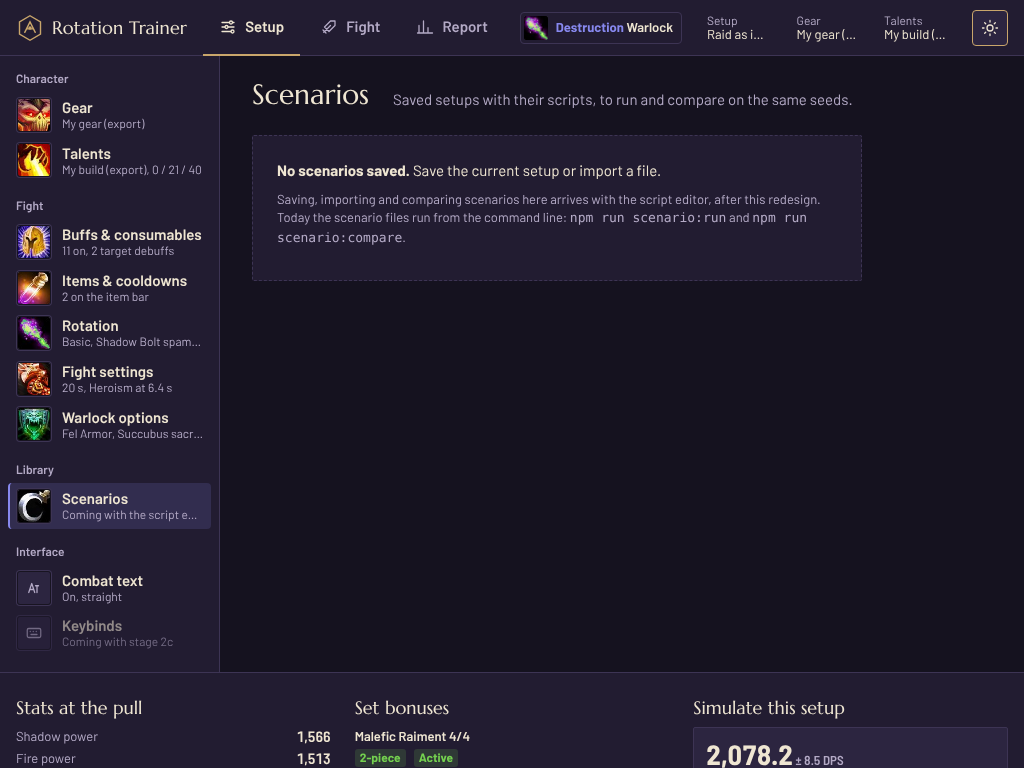 Rotation Trainer
Setup
Fight
Report
Destruction Warlock
Setup
Raid as i...
Gear
My gear (...
Talents
My build (...
Character
Gear
My gear (export)
Talents
My build (export), 0 / 21 / 40
Fight
Buffs & consumables
11 on, 2 target debuffs
Items & cooldowns
2 on the item bar
Rotation
Basic, Shadow Bolt spam...
Fight settings
20 s, Heroism at 6.4 s
Warlock options
Fel Armor, Succubus sacr...
Library
Scenarios
Coming with the script e...
Interface
Combat text
On, straight
Keybinds
Coming with stage 2c
Scenarios
Saved setups with their scripts, to run and compare on the same seeds.
No scenarios saved. Save the current setup or import a file.
Saving, importing and comparing scenarios here arrives with the script editor, after this redesign.
Today the scenario files run from the command line: npm run scenario:run and npm run
scenario:compare.
Stats at the pull
Shadow power 1,566
Fire power 1,513
Set bonuses
Malefic Raiment 4/4
2-piece Active
Simulate this setup
2,078.2 ± 8.5 DPS